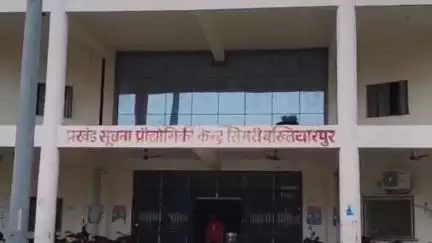 प्रखंड सूचना प्रौद्योगिकी केन्द्र सिमरी बख्तियारपुर